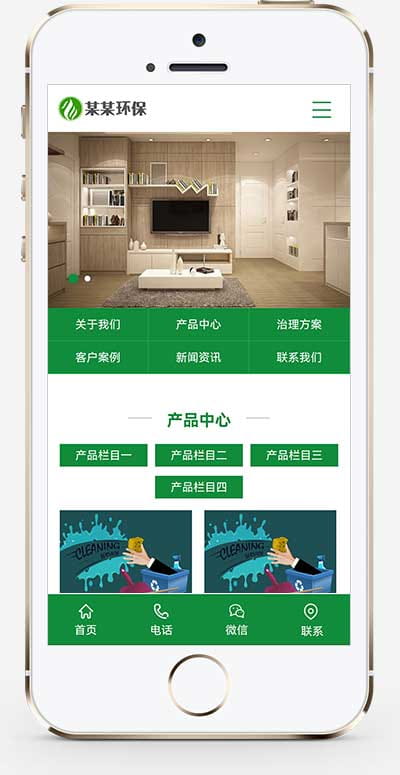 某某环保
关于我们 产品中心 治理方案
客户案例 新闻资讯 联系我们
产品中心
产品栏目一 产品栏目二 产品栏目三
产品栏目四
CLEANING CLEANING
首页 电话 微信 联系